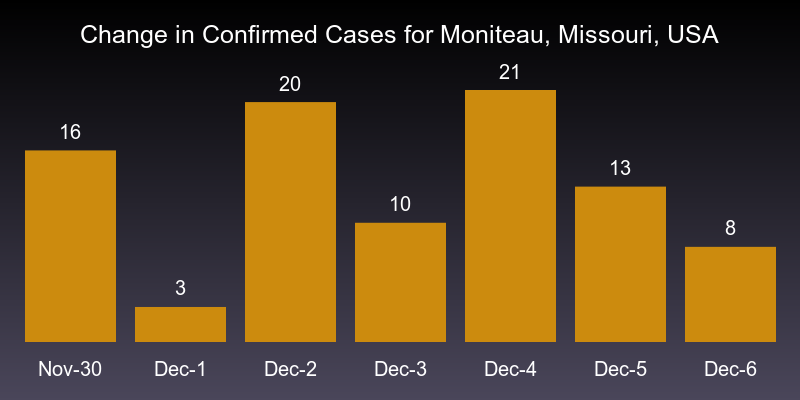 Change in Confirmed Cases for Moniteau, Missouri, USA
16
3
20
10
21
13
8
Nov-30
Dec-1
Dec-2
Dec-3
Dec-4
Dec-5
Dec-6